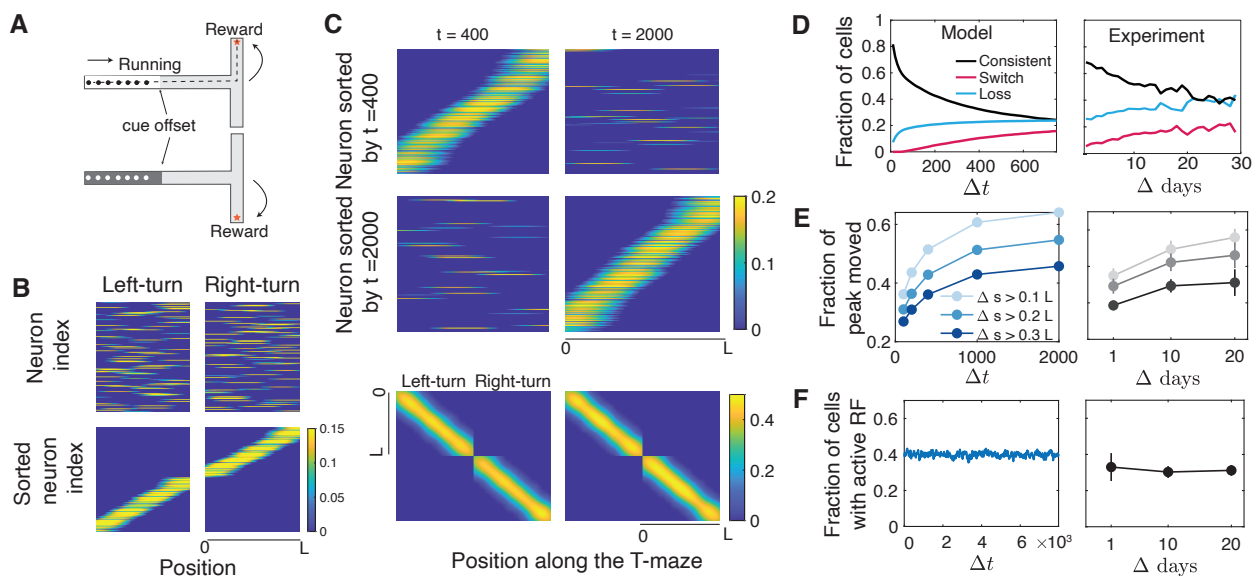 A
Reward
Running
cue offset
Reward
B
Left-turn
Right-turn
Neuron
index
Sorted
neuron
index
0.15
0.1
0.05
0
0
L
Position
C
t = 400
t = 2000
Neuron sorted
by t =400
Neuron sorted
by t =2000
0.2
0.1
0
0
L
Left-turn
Right-turn
0
L
0.4
0.2
0
0
L
Position along the T-maze
D
Model
Experiment
Fraction of cells
1
0.8
0.6
0.4
0.2
0
Consistent
Switch
Loss
0
200
400
600
Δt
10
20
30
Δ days
E
Fraction of
peak moved
0.6
0.4
0.2
Δ s > 0.1 L
Δ s > 0.2 L
Δ s > 0.3 L
0
1000
2000
Δt
1
10
20
Δ days
F
Fraction of cells
with active RF
0.8
0.6
0.4
0.2
0
0
2
4
6
×10³
Δt
1
10
20
Δ days